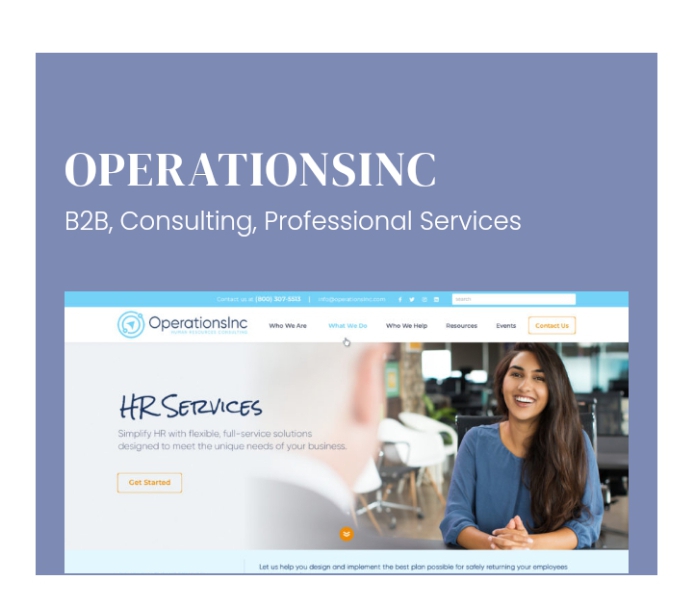 OPERATIONSINC
B2B, Consulting, Professional Services
Contact us at (800) 307-5513 | info@operationsinc.com
search
OperationsInc
HUMAN RESOURCES CONSULTING
Who We Are
What We Do
Who We Help
Resources
Events
Contact Us
HR SERVICES
Simplify HR with flexible, full-service solutions
designed to meet the unique needs of your business.
Get Started
Let us help you design and implement the best plan possible for safely returning your employees